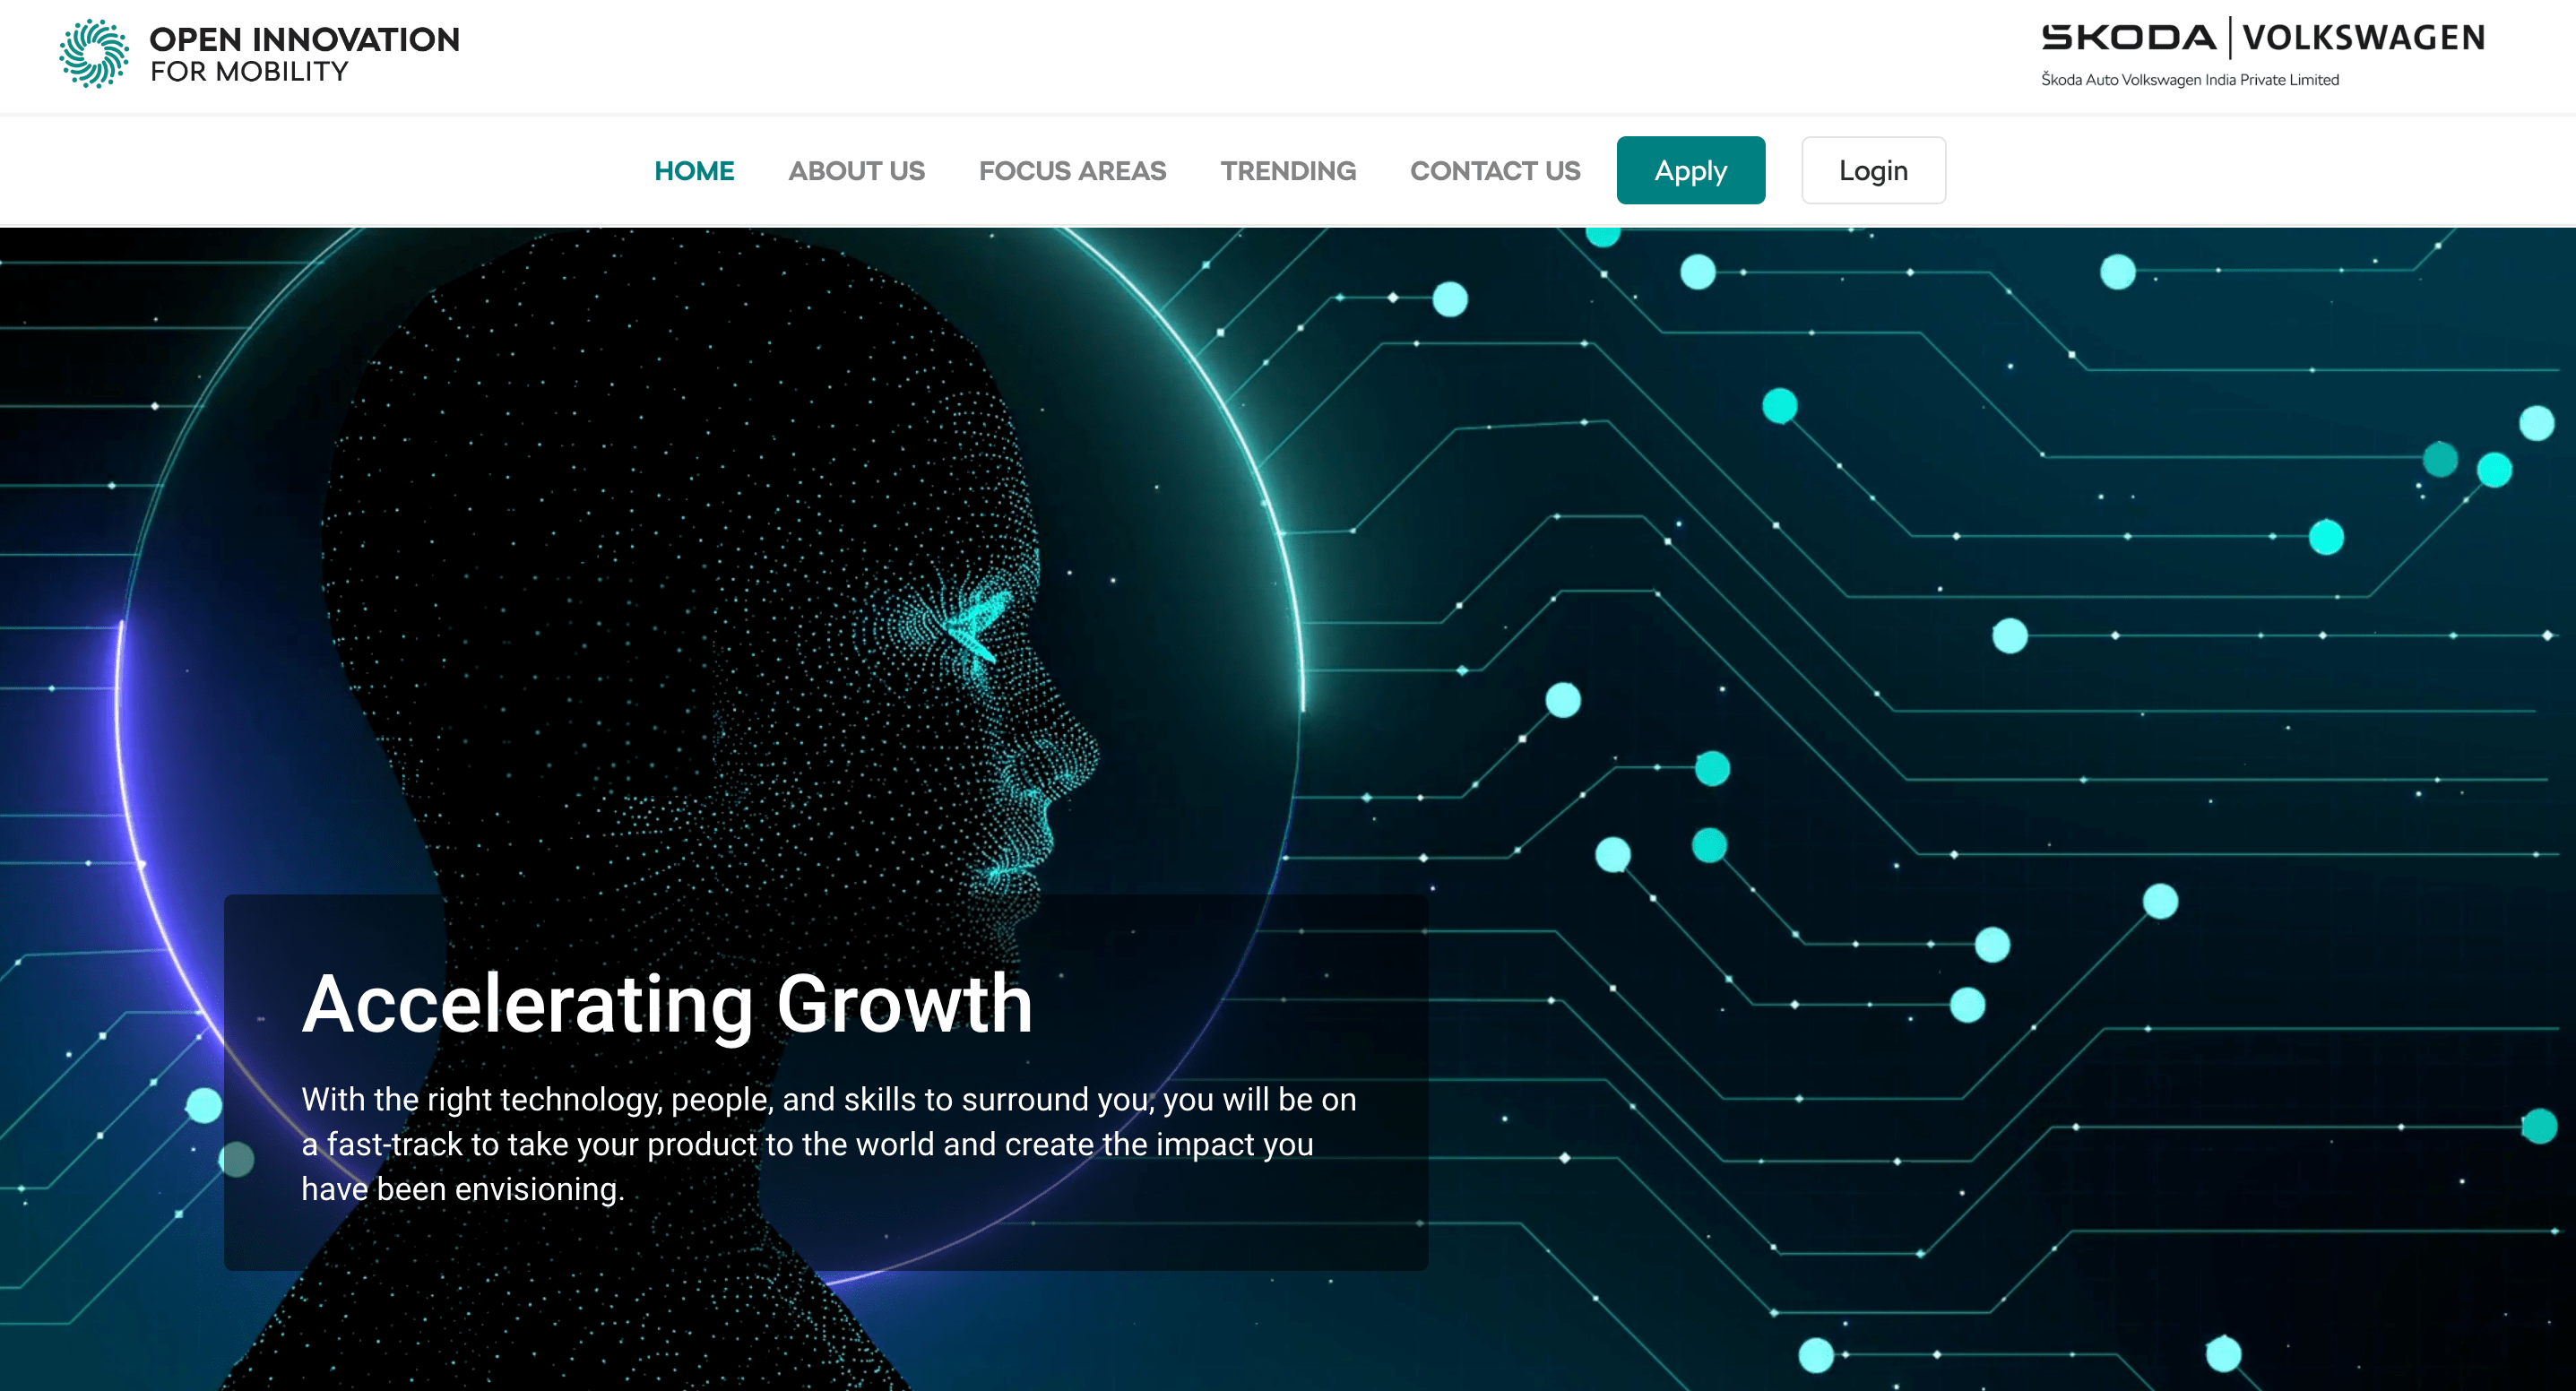 OPEN INNOVATION
FOR MOBILITY
SKODA | VOLKSWAGEN
Škoda Auto Volkswagen India Private Limited
HOME ABOUT US FOCUS AREAS TRENDING CONTACT US Apply Login
Accelerating Growth
With the right technology, people, and skills to surround you, you will be on
a fast-track to take your product to the world and create the impact you
have been envisioning.